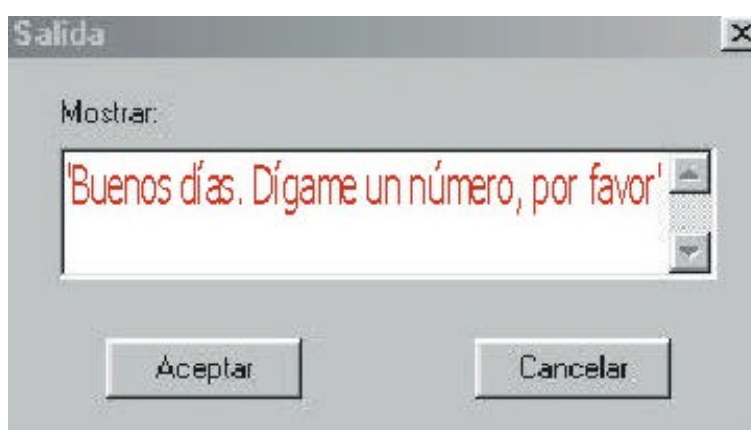 Salida
Mostrar:
'Buenos días. Dígame un número, por favor'
Aceptar
Cancelar